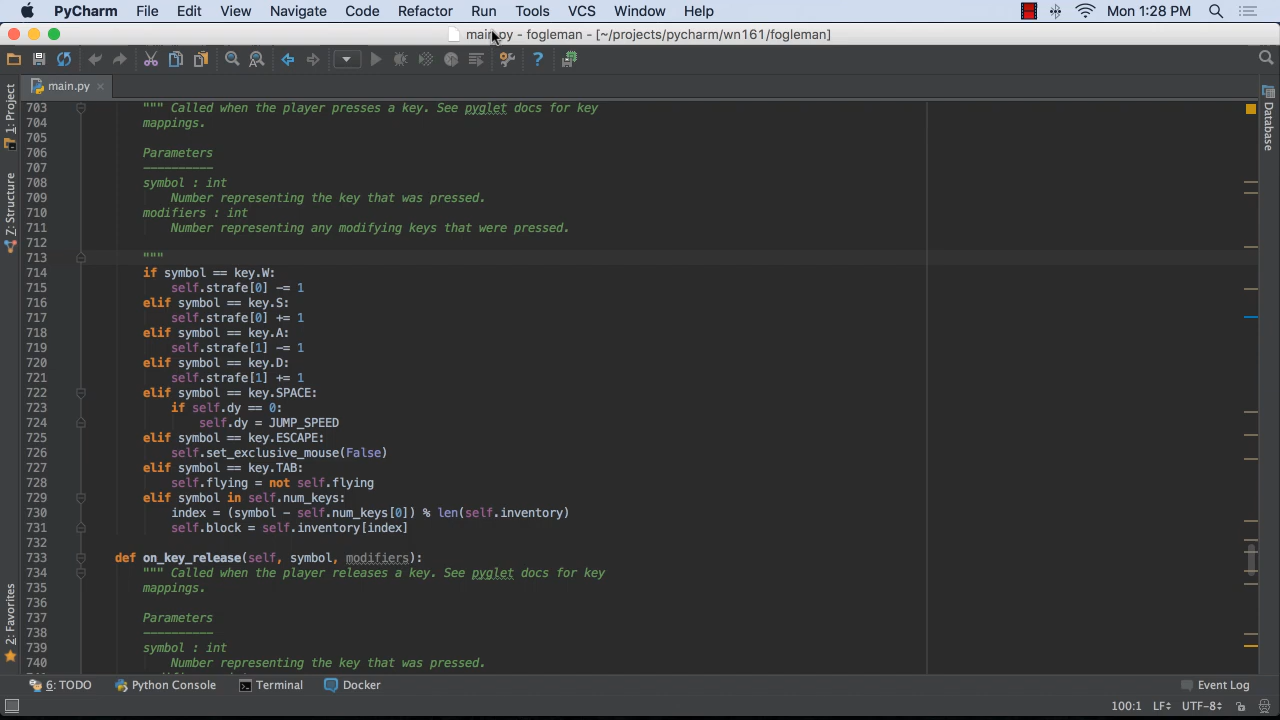 PyCharm File Edit View Navigate Code Refactor Run Tools VCS Window Help Mon 1:28 PM
main.py - fogleman - [~/projects/pycharm/wn161/fogleman]
main.py
1: Project
7: Structure
2: Favorites
Database
703 """ Called when the player presses a key. See pyglet docs for key
704 mappings.
705
706 Parameters
707 ----------
708 symbol : int
709 Number representing the key that was pressed.
710 modifiers : int
711 Number representing any modifying keys that were pressed.
712
713 """
714 if symbol == key.W:
715 self.strafe[0] -= 1
716 elif symbol == key.S:
717 self.strafe[0] += 1
718 elif symbol == key.A:
719 self.strafe[1] -= 1
720 elif symbol == key.D:
721 self.strafe[1] += 1
722 elif symbol == key.SPACE:
723 if self.dy == 0:
724 self.dy = JUMP_SPEED
725 elif symbol == key.ESCAPE:
726 self.set_exclusive_mouse(False)
727 elif symbol == key.TAB:
728 self.flying = not self.flying
729 elif symbol in self.num_keys:
730 index = (symbol - self.num_keys[0]) % len(self.inventory)
731 self.block = self.inventory[index]
732
733 def on_key_release(self, symbol, modifiers):
734 """ Called when the player releases a key. See pyglet docs for key
735 mappings.
736
737 Parameters
738 ----------
739 symbol : int
740 Number representing the key that was pressed.
6: TODO Python Console Terminal Docker Event Log
100:1 LF UTF-8